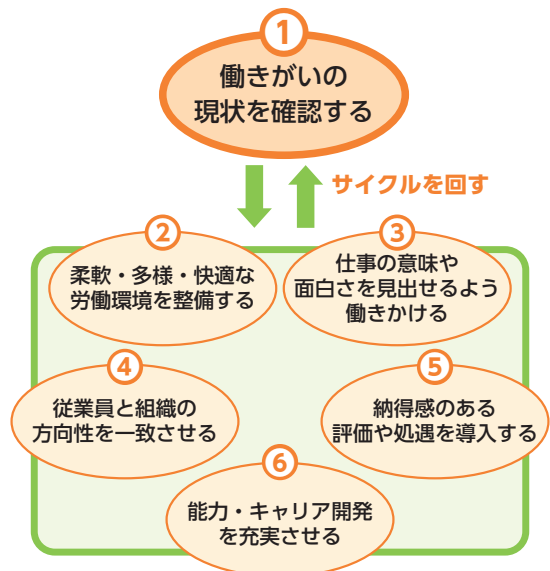 ①
働きがいの
現状を確認する
サイクルを回す
②
柔軟・多様・快適な
労働環境を整備する
③
仕事の意味や
面白さを見出せるよう
働きかける
④
従業員と組織の
方向性を一致させる
⑤
納得感のある
評価や処遇を導入する
⑥
能力・キャリア開発
を充実させる